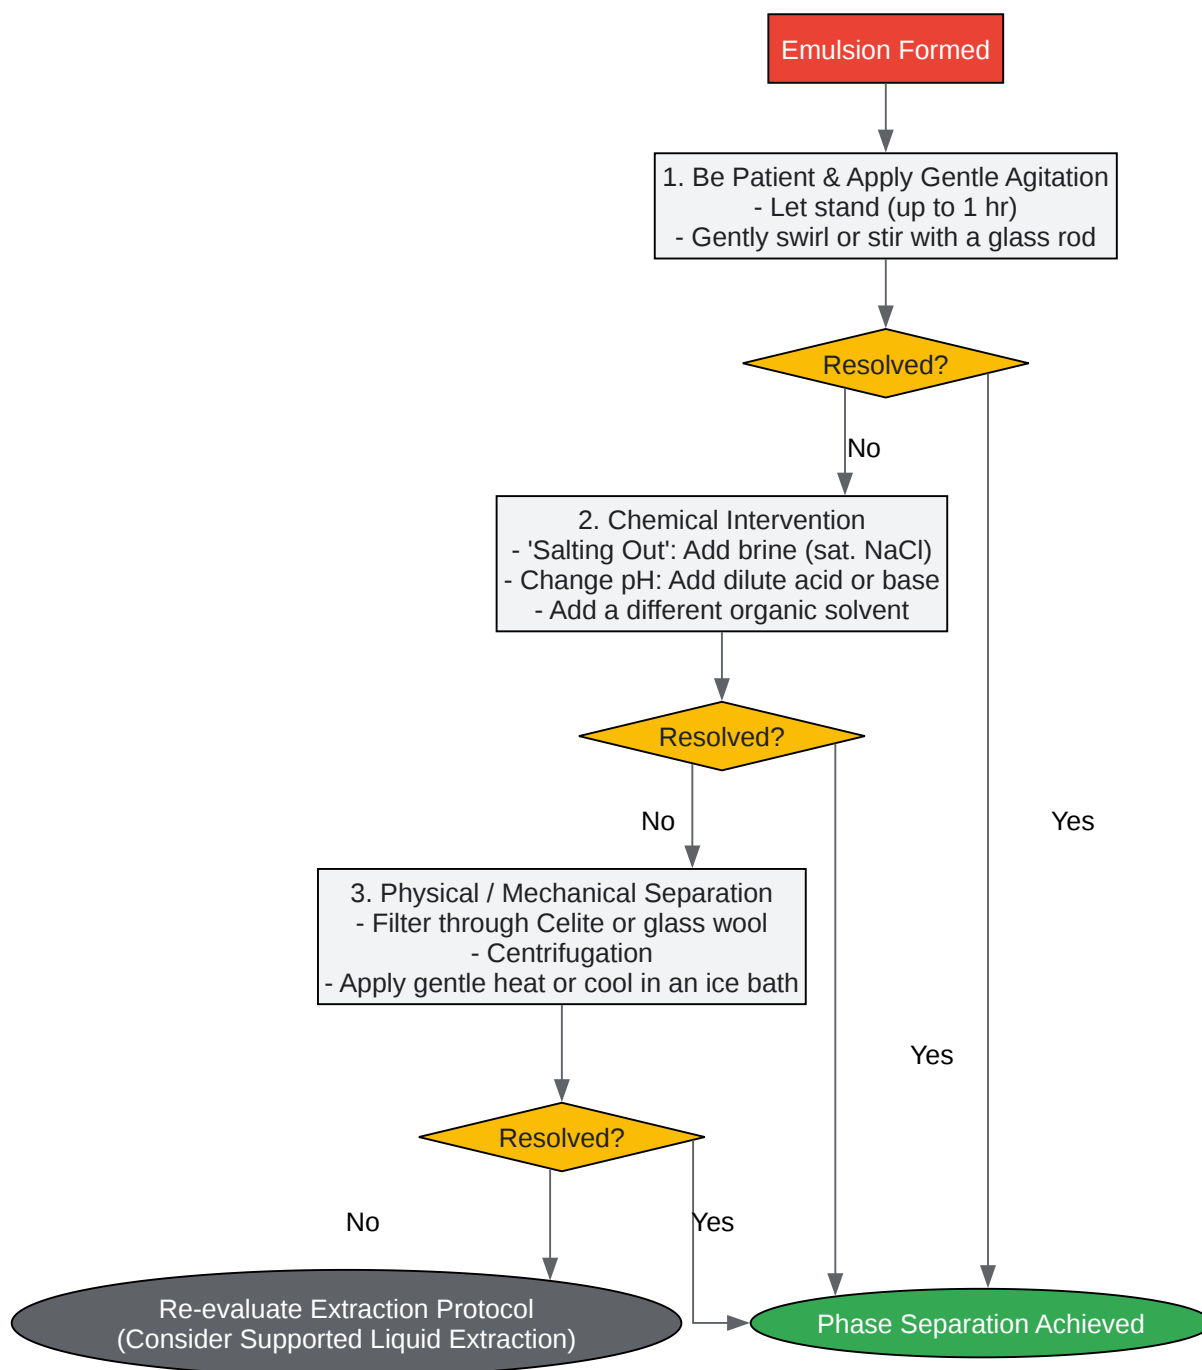 Emulsion Formed
1. Be Patient & Apply Gentle Agitation
- Let stand (up to 1 hr)
- Gently swirl or stir with a glass rod
Resolved?
No
2. Chemical Intervention
- 'Salting Out': Add brine (sat. NaCl)
- Change pH: Add dilute acid or base
- Add a different organic solvent
Resolved?
No
Yes
3. Physical / Mechanical Separation
- Filter through Celite or glass wool
- Centrifugation
- Apply gentle heat or cool in an ice bath
Yes
Resolved?
No
Yes
Re-evaluate Extraction Protocol
(Consider Supported Liquid Extraction)
Phase Separation Achieved